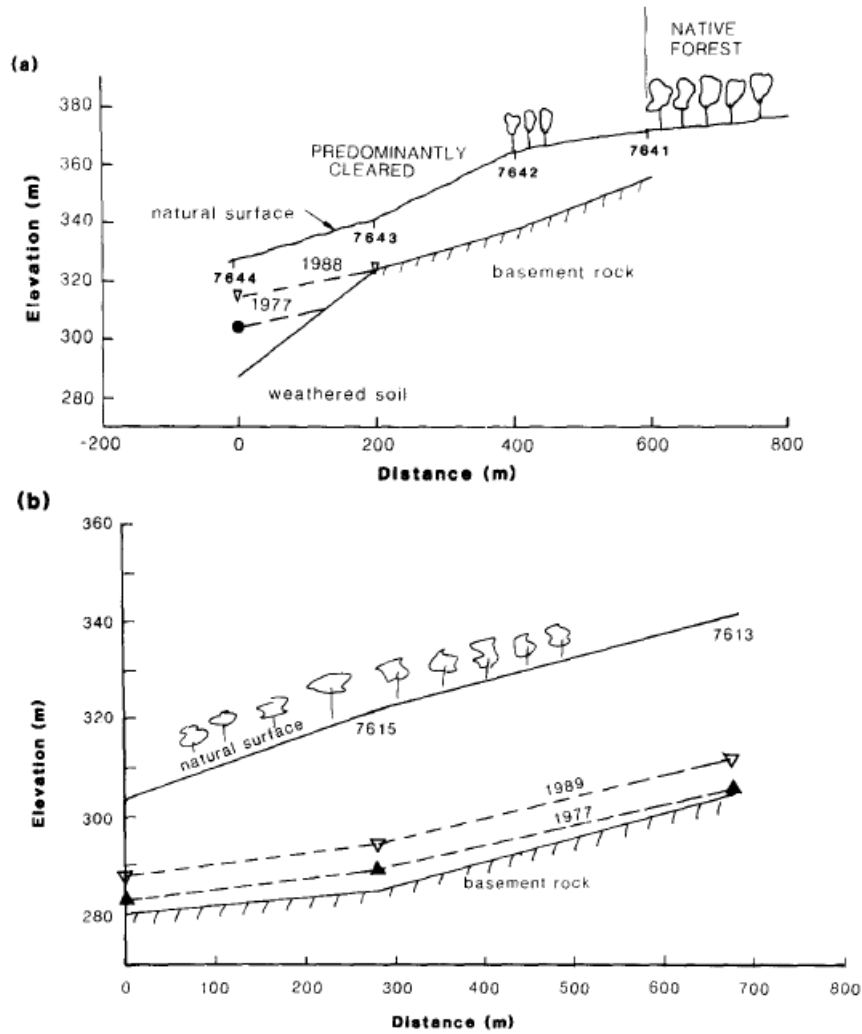 (a)
NATIVE
FOREST
380
360
340
320
300
280
Elevation (m)
PREDOMINANTLY
CLEARED
natural surface
7641
7642
7643
7644
1988
1977
basement rock
weathered soil
-200 0 200 400 600 800
Distance (m)
(b)
360
340
320
300
280
Elevation (m)
7613
7615
natural surface
1989
1977
basement rock
0 100 200 300 400 500 600 700 800
Distance (m)